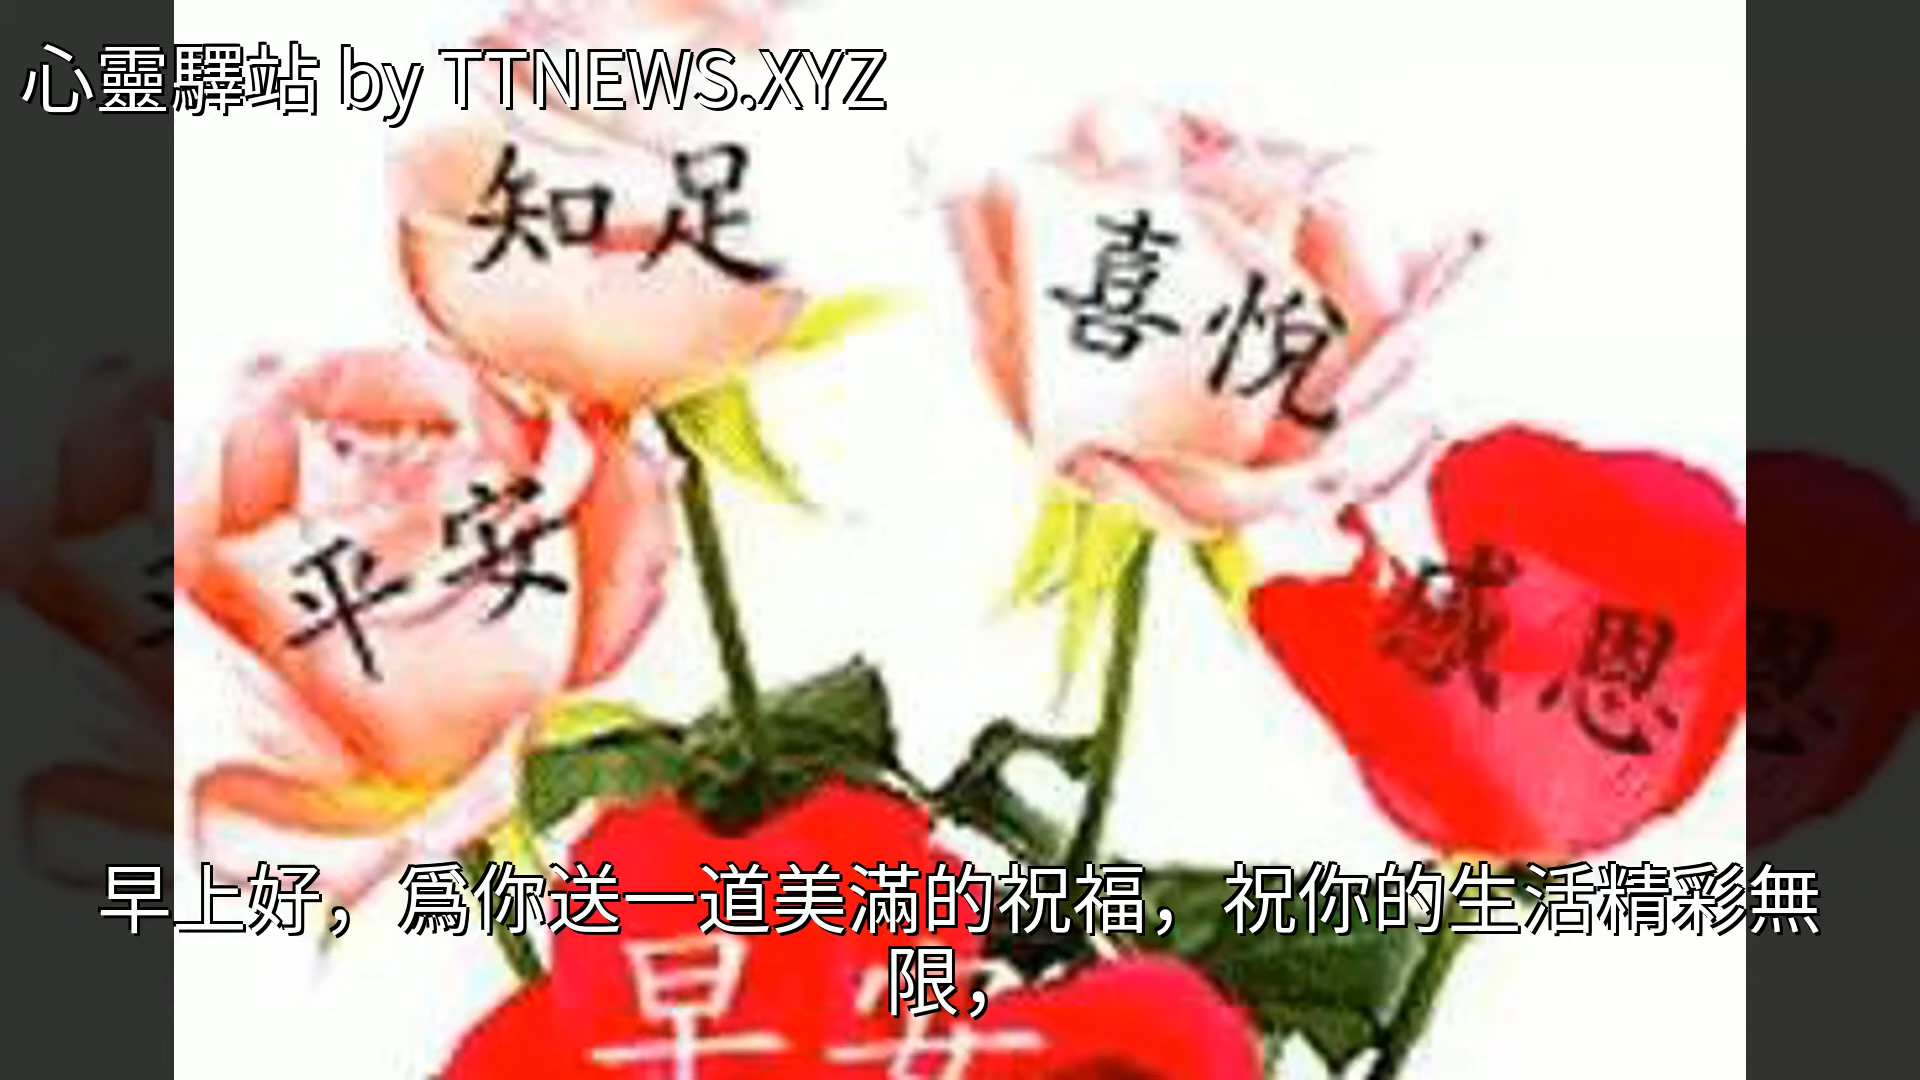 心靈驛站 by TTNEWS.XYZ
知足
喜悅
平安
感恩
早上好，爲你送一道美滿的祝福，祝你的生活精彩無
限，
早安